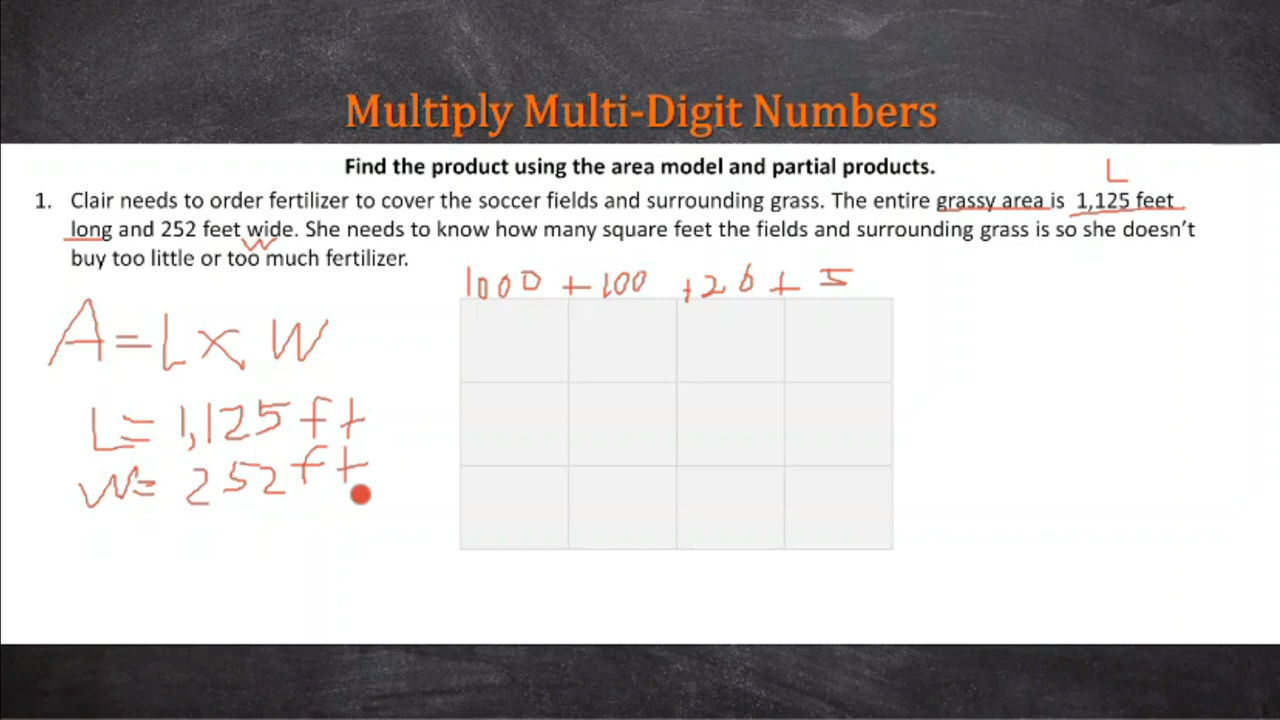 Multiply Multi-Digit Numbers
Find the product using the area model and partial products.
L
1. Clair needs to order fertilizer to cover the soccer fields and surrounding grass. The entire grassy area is 1,125 feet
long and 252 feet wide. She needs to know how many square feet the fields and surrounding grass is so she doesn't
W
buy too little or too much fertilizer.
1000 + 100 + 20 + 5
A = L X W
L = 1,125 ft
W = 252 ft